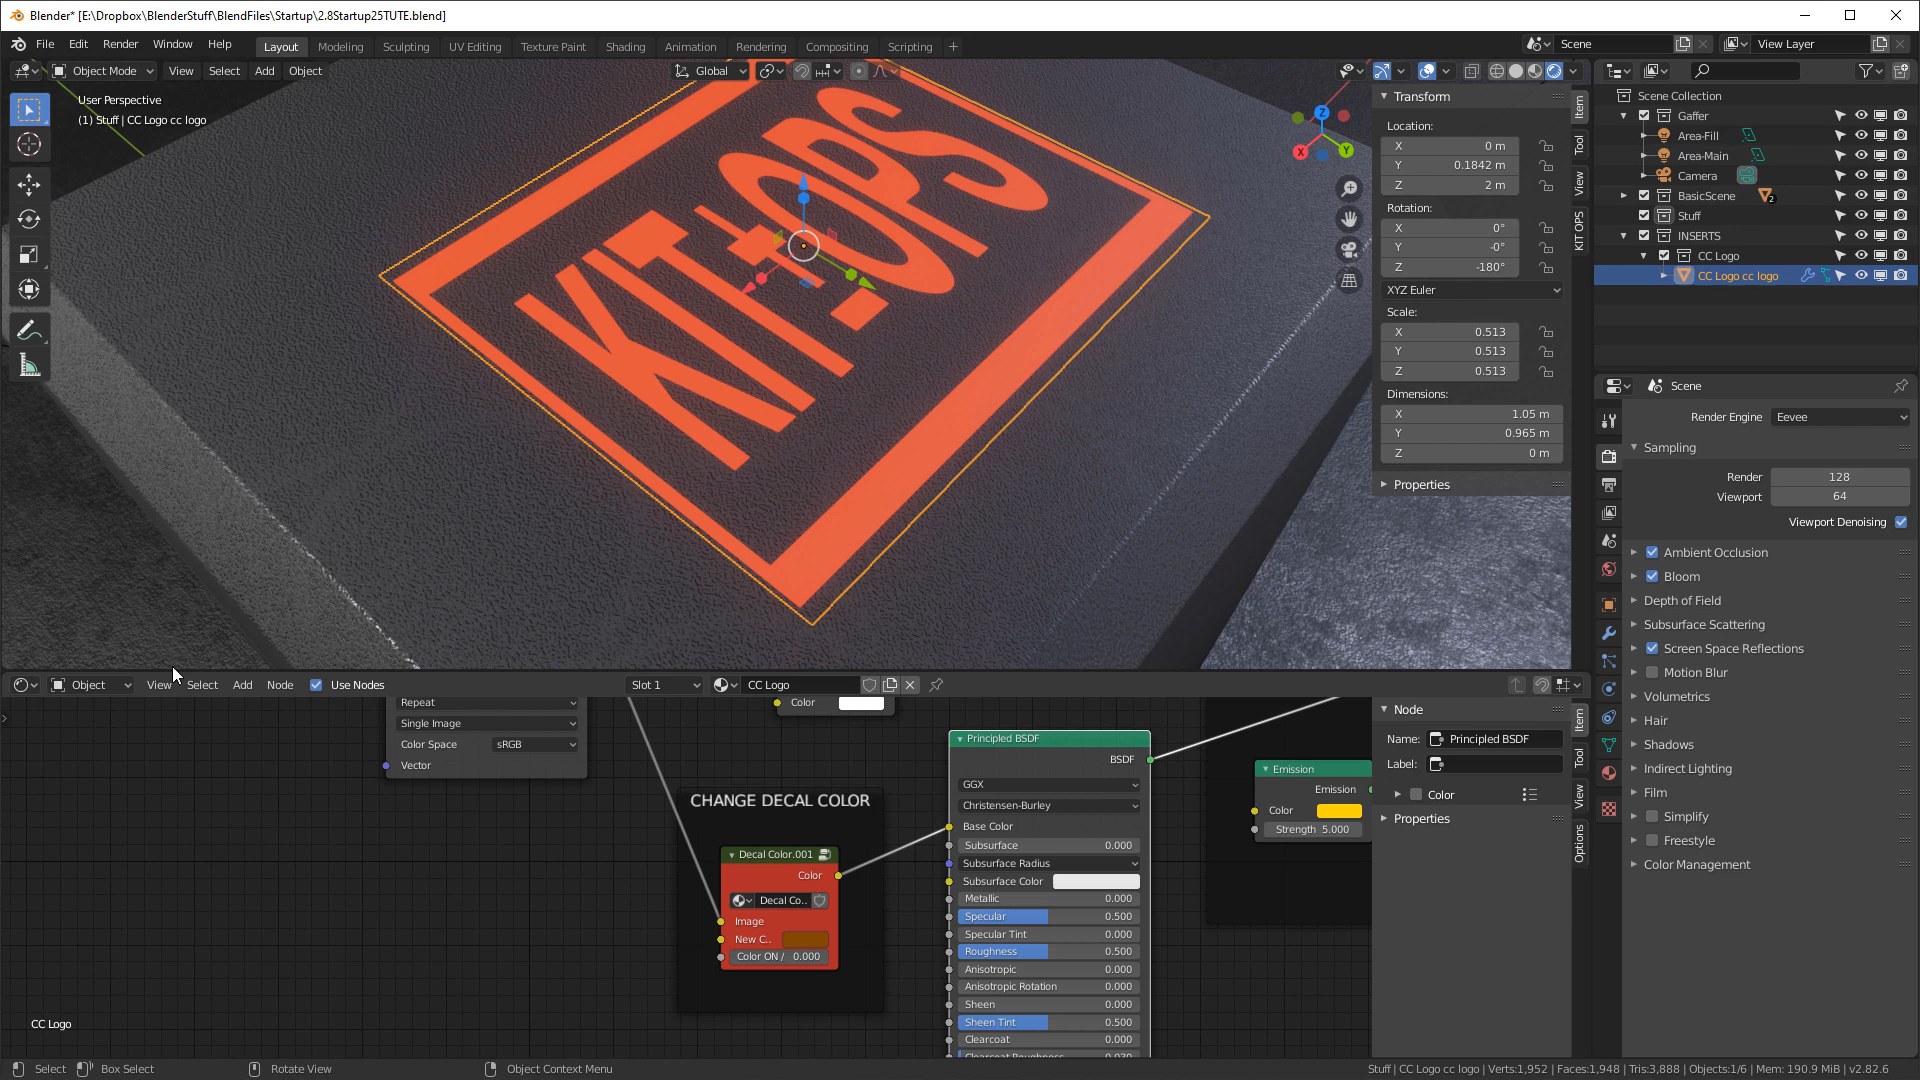 Blender* [E:\Dropbox\BlenderStuff\BlendFiles\Startup\2.8Startup25TUTE.blend]
File Edit Render Window Help
Layout Modeling Sculpting UV Editing Texture Paint Shading Animation Rendering Compositing Scripting +
Scene
View Layer
Object Mode View Select Add Object
Global
User Perspective
(1) Stuff | CC Logo cc logo
KIT OPS
Z
X
Y
Transform
Location:
X 0 m
Y 0.1842 m
Z 2 m
Rotation:
X 0°
Y -0°
Z -180°
XYZ Euler
Scale:
X 0.513
Y 0.513
Z 0.513
Dimensions:
X 1.05 m
Y 0.965 m
Z 0 m
Properties
Item
Tool
View
KIT OPS
Scene Collection
Gaffer
Area-Fill
Area-Main
Camera
BasicScene 2
Stuff
INSERTS
CC Logo
CC Logo cc logo
Scene
Render Engine Eevee
Sampling
Render 128
Viewport 64
Viewport Denoising
Ambient Occlusion
Bloom
Depth of Field
Subsurface Scattering
Screen Space Reflections
Motion Blur
Volumetrics
Hair
Shadows
Indirect Lighting
Film
Simplify
Freestyle
Color Management
Object View Select Add Node Use Nodes
Slot 1
CC Logo
Repeat
Single Image
Color Space sRGB
Vector
Color
CHANGE DECAL COLOR
Decal Color.001
Color
Decal Co..
Image
New C..
Color ON / 0.000
Principled BSDF
BSDF
GGX
Christensen-Burley
Base Color
Subsurface 0.000
Subsurface Radius
Subsurface Color
Metallic 0.000
Specular 0.500
Specular Tint 0.000
Roughness 0.500
Anisotropic 0.000
Anisotropic Rotation 0.000
Sheen 0.000
Sheen Tint 0.500
Clearcoat 0.000
Clearcoat Roughness 0.030
Emission
Emission
Color
Strength 5.000
Node
Name: Principled BSDF
Label:
Color
Properties
Item
Tool
View
Options
CC Logo
Select Box Select Rotate View Object Context Menu
Stuff | CC Logo cc logo | Verts:1,952 | Faces:1,948 | Tris:3,888 | Objects:1/6 | Mem: 190.9 MiB | v2.82.6